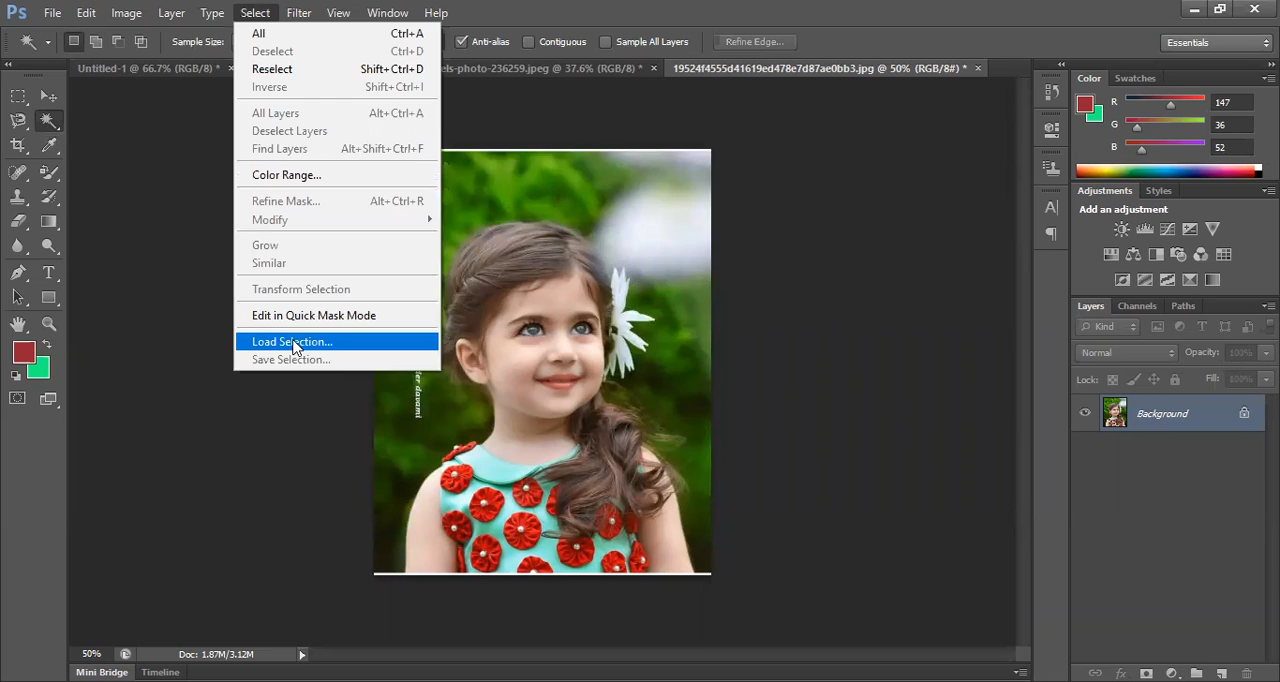 Ps File Edit Image Layer Type Select Filter View Window Help
Sample Size: Anti-alias Contiguous Sample All Layers Refine Edge... Essentials
Untitled-1 @ 66.7% (RGB/8) * × els-photo-236259.jpeg @ 37.6% (RGB/8) * × 19524f4555d41619ed478e7d87ae0bb3.jpg @ 50% (RGB/8#) * ×
All Ctrl+A
Deselect Ctrl+D
Reselect Shift+Ctrl+D
Inverse Shift+Ctrl+I
All Layers Alt+Ctrl+A
Deselect Layers
Find Layers Alt+Shift+Ctrl+F
Color Range...
Refine Mask... Alt+Ctrl+R
Modify
Grow
Similar
Transform Selection
Edit in Quick Mask Mode
Load Selection...
Save Selection...
davami
Color Swatches
R 147
G 36
B 52
Adjustments Styles
Add an adjustment
Layers Channels Paths
Kind
Normal Opacity: 100%
Lock: Fill: 100%
Background
50% Doc: 1.87M/3.12M
Mini Bridge Timeline